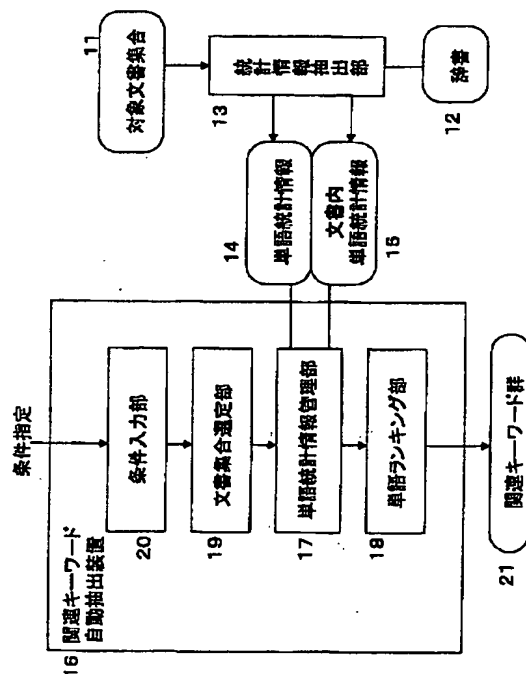 条件指定
16 関連キーワード
自動抽出装置
条件入力部
20
文書集合選定部
19
単語統計情報管理部
17
単語ランキング部
18
関連キーワード群
21
14
単語統計情報
文書内
単語統計情報
15
対象文書集合
11
統計情報抽出部
13
辞書
12